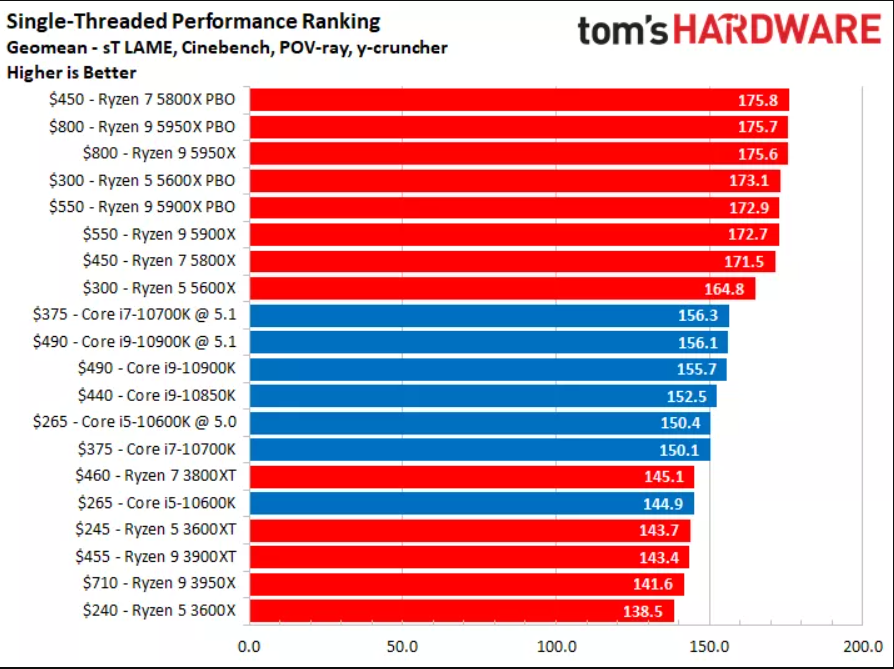 Single-Threaded Performance Ranking
Geomean - sT LAME, Cinebench, POV-ray, y-cruncher
Higher is Better
tom's HARDWARE
$450 - Ryzen 7 5800X PBO 175.8
$800 - Ryzen 9 5950X PBO 175.7
$800 - Ryzen 9 5950X 175.6
$300 - Ryzen 5 5600X PBO 173.1
$550 - Ryzen 9 5900X PBO 172.9
$550 - Ryzen 9 5900X 172.7
$450 - Ryzen 7 5800X 171.5
$300 - Ryzen 5 5600X 164.8
$375 - Core i7-10700K @ 5.1 156.3
$490 - Core i9-10900K @ 5.1 156.1
$490 - Core i9-10900K 155.7
$440 - Core i9-10850K 152.5
$265 - Core i5-10600K @ 5.0 150.4
$375 - Core i7-10700K 150.1
$460 - Ryzen 7 3800XT 145.1
$265 - Core i5-10600K 144.9
$245 - Ryzen 5 3600XT 143.7
$455 - Ryzen 9 3900XT 143.4
$710 - Ryzen 9 3950X 141.6
$240 - Ryzen 5 3600X 138.5
0.0 50.0 100.0 150.0 200.0